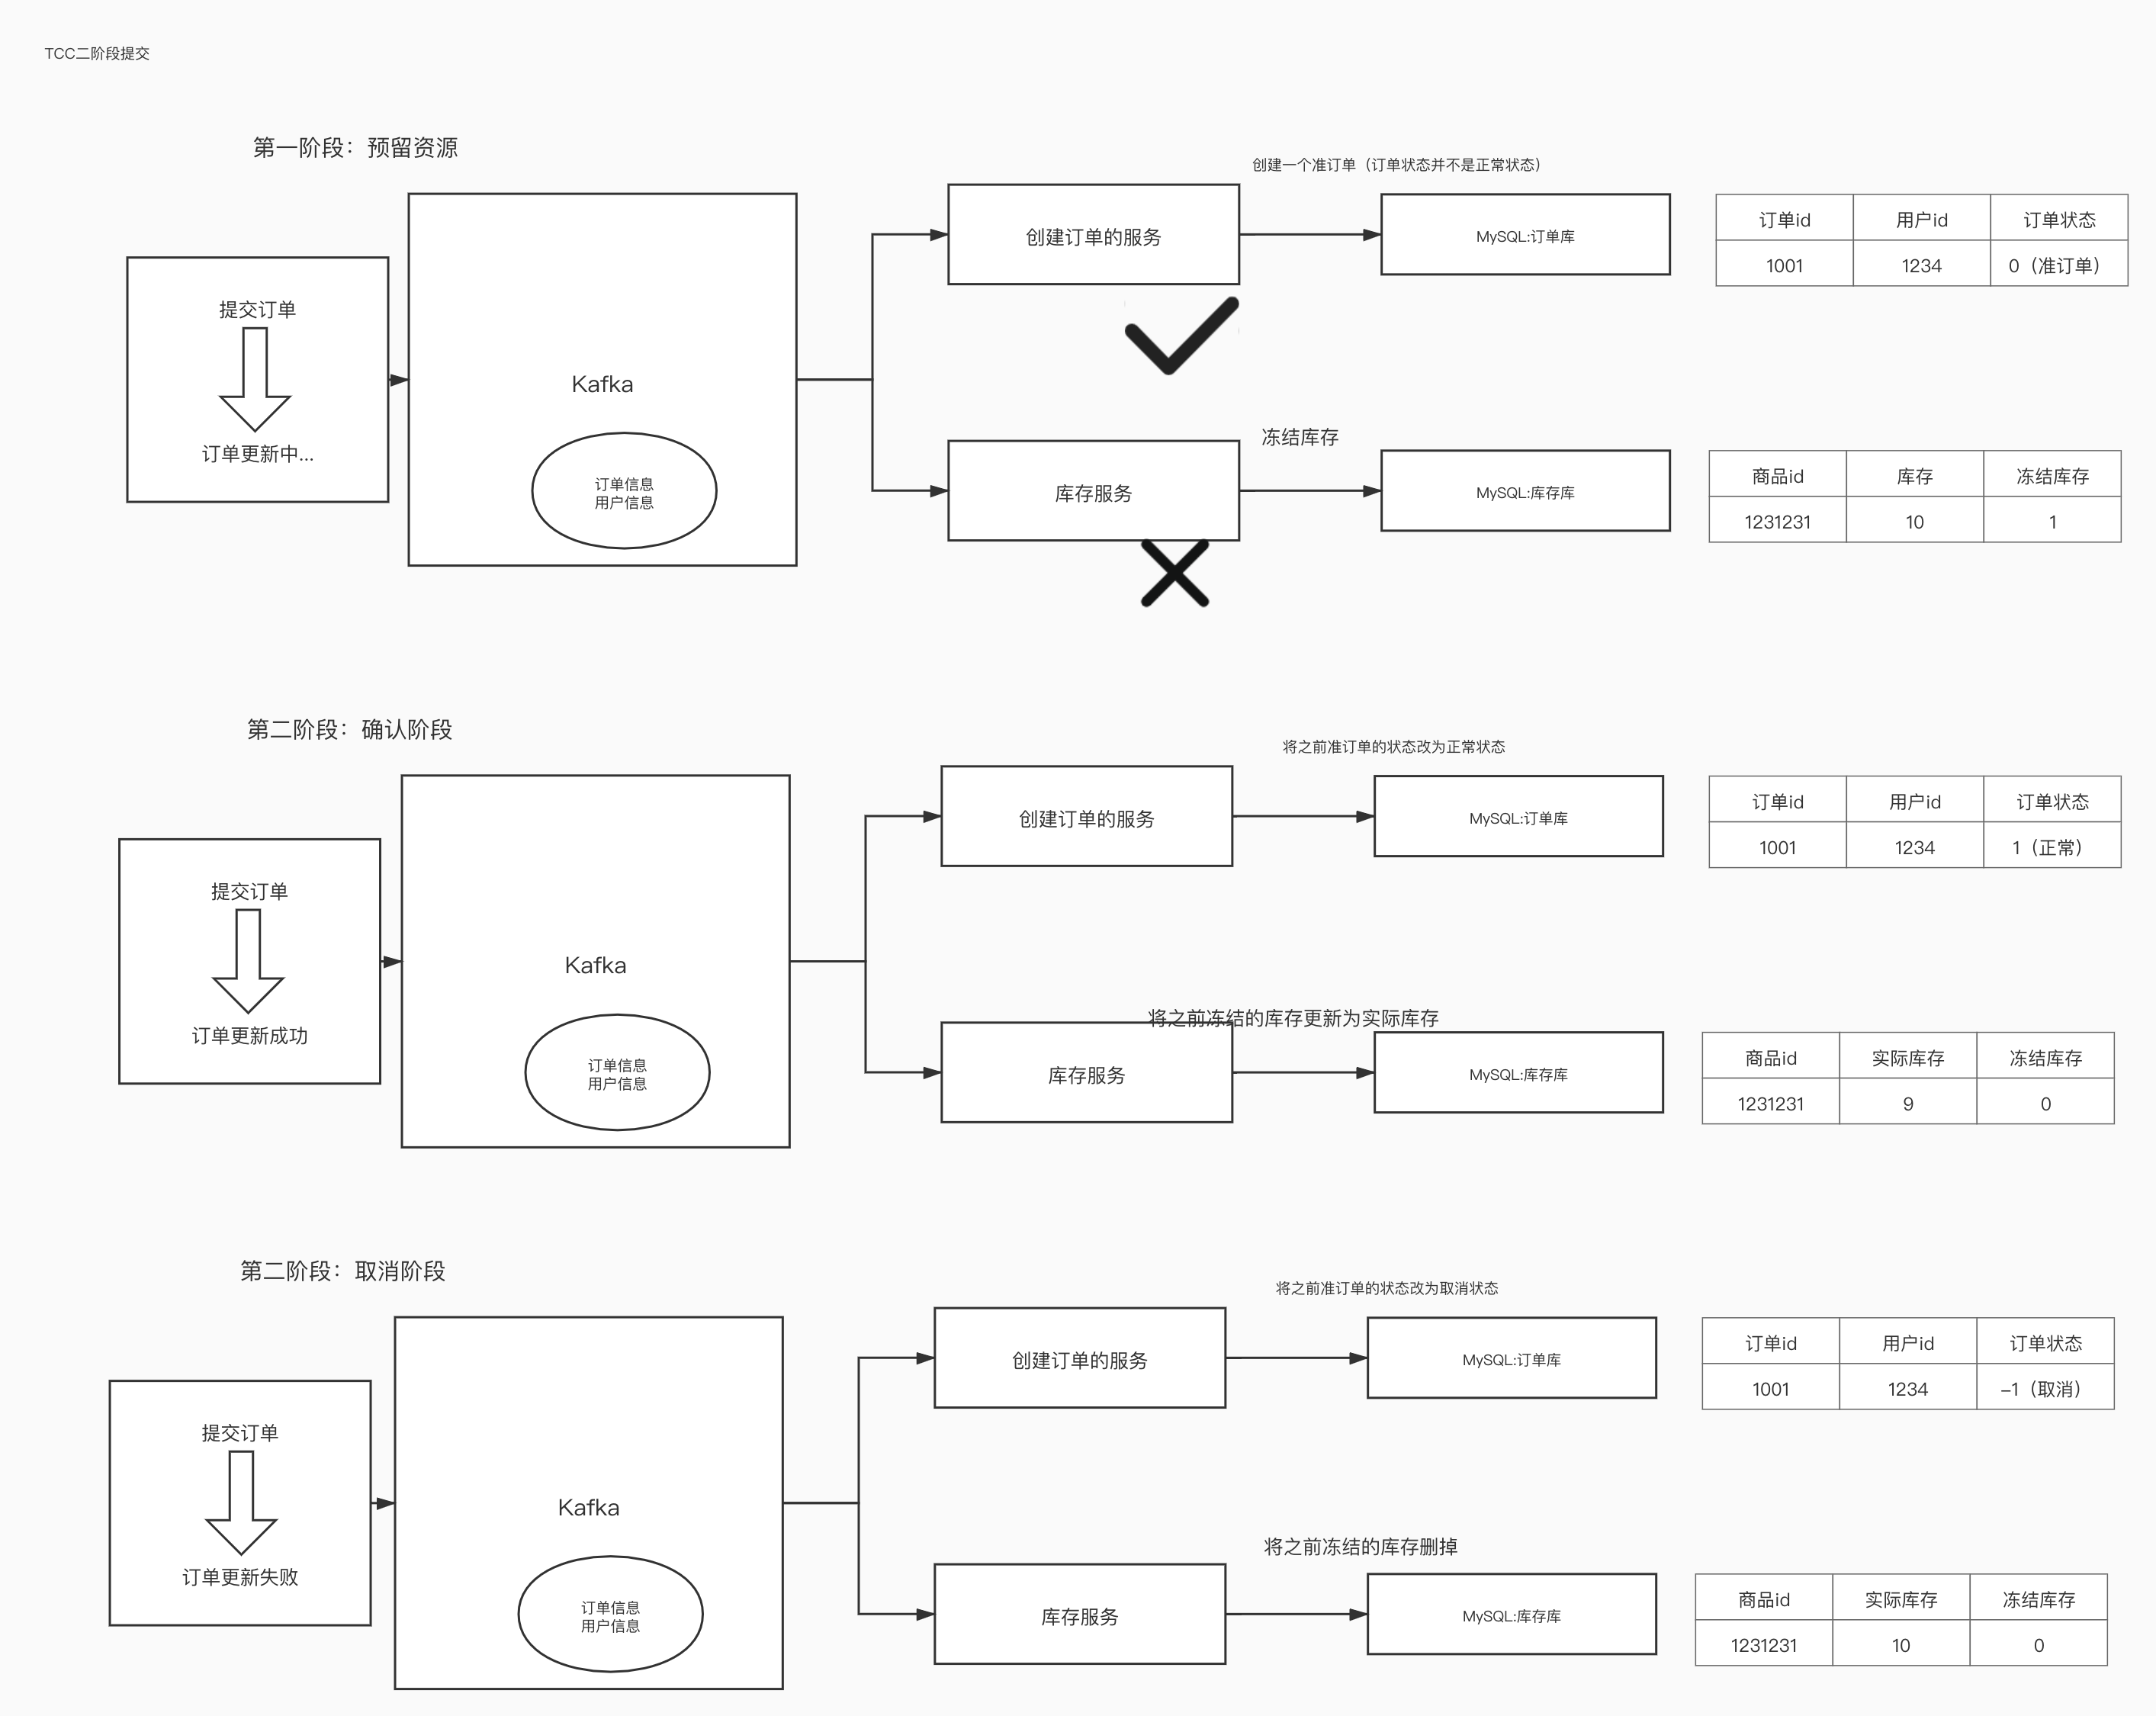 TCC二阶段提交
第一阶段：预留资源
提交订单
订单更新中...
Kafka
订单信息
用户信息
创建订单的服务
创建一个准订单（订单状态并不是正常状态）
MySQL:订单库
订单id 用户id 订单状态
1001 1234 0（准订单）
库存服务
冻结库存
MySQL:库存库
商品id 库存 冻结库存
1231231 10 1
第二阶段：确认阶段
提交订单
订单更新成功
Kafka
订单信息
用户信息
创建订单的服务
将之前准订单的状态改为正常状态
MySQL:订单库
订单id 用户id 订单状态
1001 1234 1（正常）
库存服务
将之前冻结的库存更新为实际库存
MySQL:库存库
商品id 实际库存 冻结库存
1231231 9 0
第二阶段：取消阶段
提交订单
订单更新失败
Kafka
订单信息
用户信息
创建订单的服务
将之前准订单的状态改为取消状态
MySQL:订单库
订单id 用户id 订单状态
1001 1234 -1（取消）
库存服务
将之前冻结的库存删掉
MySQL:库存库
商品id 实际库存 冻结库存
1231231 10 0